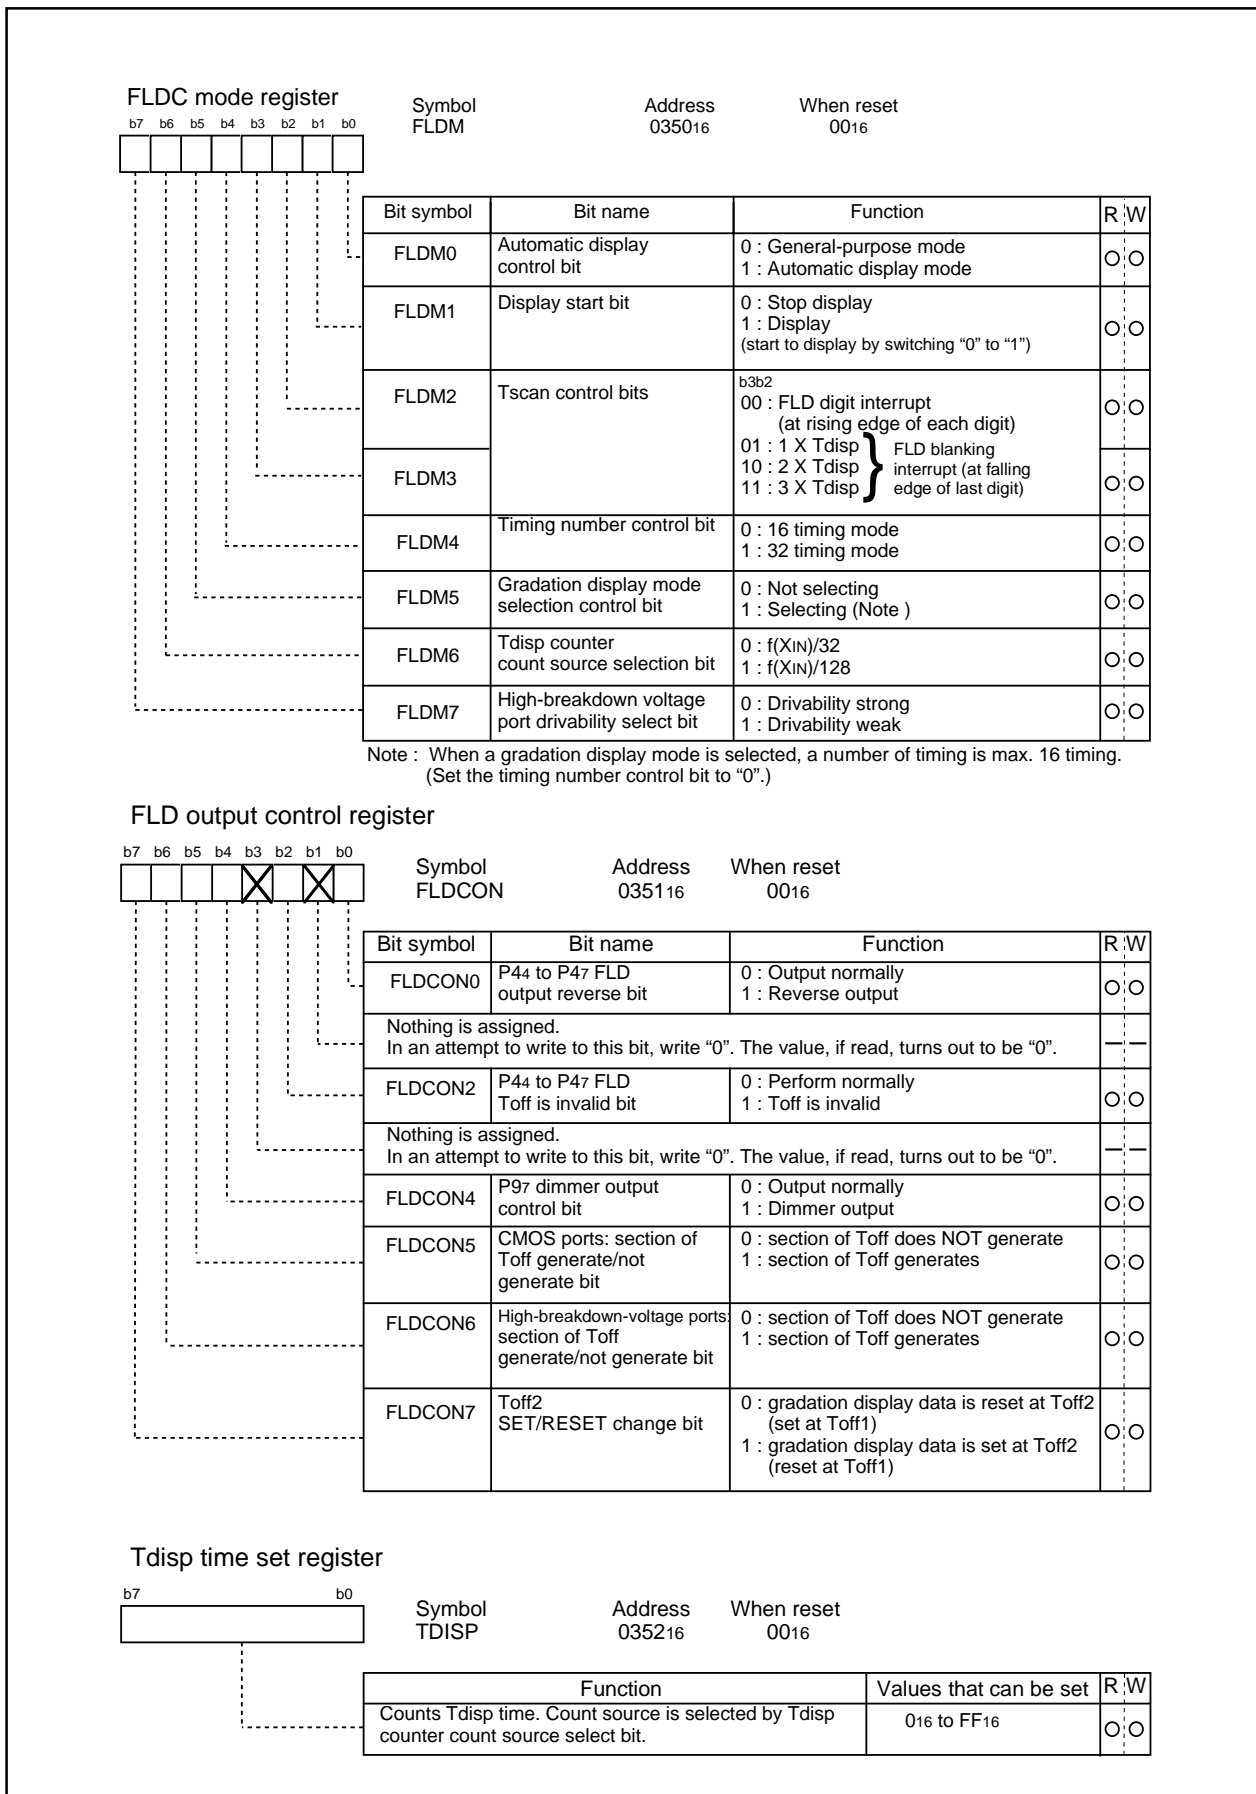 FLDC mode register
b7 b6 b5 b4 b3 b2 b1 b0
Symbol Address When reset
FLDM 035016 0016
Bit symbol Bit name Function R W
FLDM0 Automatic display control bit 0 : General-purpose mode
1 : Automatic display mode
FLDM1 Display start bit 0 : Stop display
1 : Display
(start to display by switching “0” to “1”)
FLDM2 Tscan control bits b3b2
00 : FLD digit interrupt
(at rising edge of each digit)
FLDM3 01 : 1 X Tdisp
10 : 2 X Tdisp
11 : 3 X Tdisp
} FLD blanking
interrupt (at falling
edge of last digit)
FLDM4 Timing number control bit 0 : 16 timing mode
1 : 32 timing mode
FLDM5 Gradation display mode selection control bit 0 : Not selecting
1 : Selecting (Note )
FLDM6 Tdisp counter count source selection bit 0 : f(XIN)/32
1 : f(XIN)/128
FLDM7 High-breakdown voltage port drivability select bit 0 : Drivability strong
1 : Drivability weak
Note : When a gradation display mode is selected, a number of timing is max. 16 timing.
(Set the timing number control bit to “0”.)
FLD output control register
b7 b6 b5 b4 b3 b2 b1 b0
Symbol Address When reset
FLDCON 035116 0016
Bit symbol Bit name Function R W
FLDCON0 P44 to P47 FLD output reverse bit 0 : Output normally
1 : Reverse output
Nothing is assigned.
In an attempt to write to this bit, write “0”. The value, if read, turns out to be “0”.
FLDCON2 P44 to P47 FLD Toff is invalid bit 0 : Perform normally
1 : Toff is invalid
Nothing is assigned.
In an attempt to write to this bit, write “0”. The value, if read, turns out to be “0”.
FLDCON4 P97 dimmer output control bit 0 : Output normally
1 : Dimmer output
FLDCON5 CMOS ports: section of Toff generate/not generate bit 0 : section of Toff does NOT generate
1 : section of Toff generates
FLDCON6 High-breakdown-voltage ports: section of Toff generate/not generate bit 0 : section of Toff does NOT generate
1 : section of Toff generates
FLDCON7 Toff2 SET/RESET change bit 0 : gradation display data is reset at Toff2
(set at Toff1)
1 : gradation display data is set at Toff2
(reset at Toff1)
Tdisp time set register
b7 b0
Symbol Address When reset
TDISP 035216 0016
Function Values that can be set R W
Counts Tdisp time. Count source is selected by Tdisp
counter count source select bit. 016 to FF16